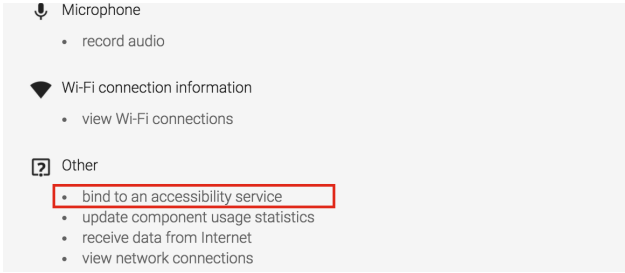 Microphone
• record audio
Wi-Fi connection information
• view Wi-Fi connections
Other
• bind to an accessibility service
• update component usage statistics
• receive data from Internet
• view network connections